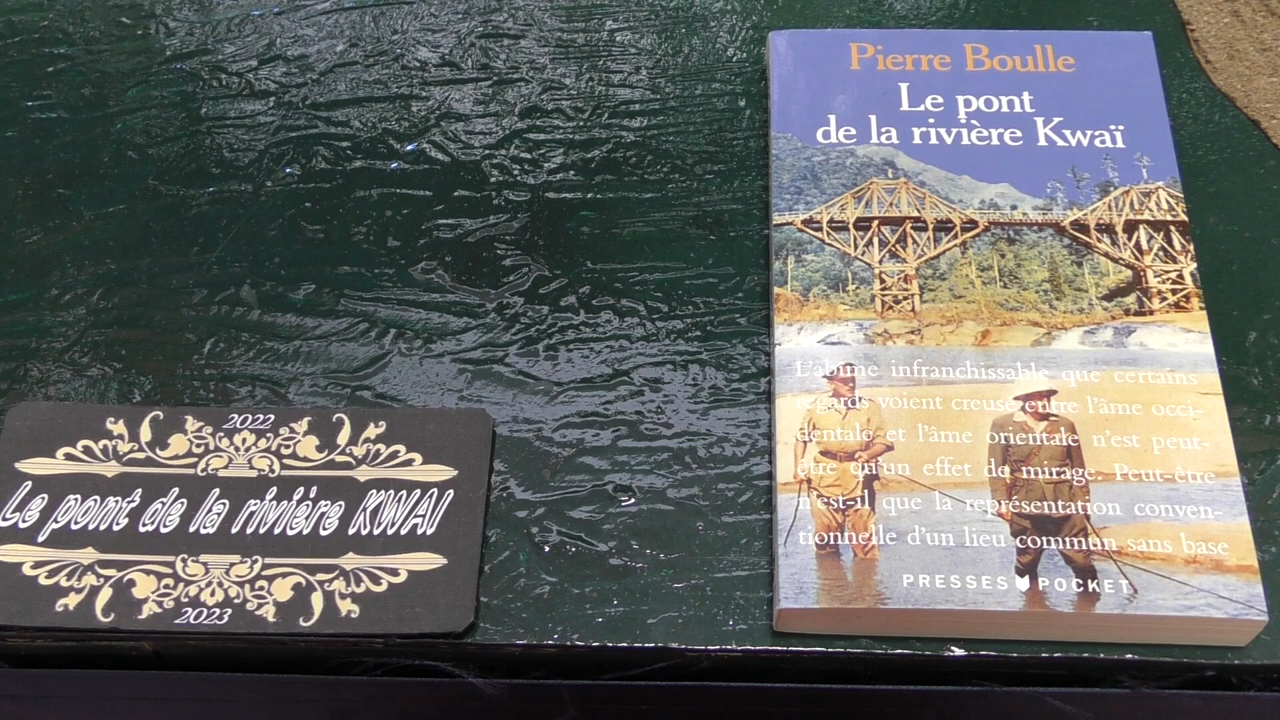 2022
Le pont de la rivière KWAI
2023
Pierre Boulle
Le pont
de la rivière Kwaï
L'abîme infranchissable que certains
regards voient creusé entre l'âme occi-
dentale et l'âme orientale n'est peut-
être qu'un effet de mirage. Peut-être
n'est-il que la représentation conven-
tionnelle d'un lieu commun sans base
PRESSES POCKET